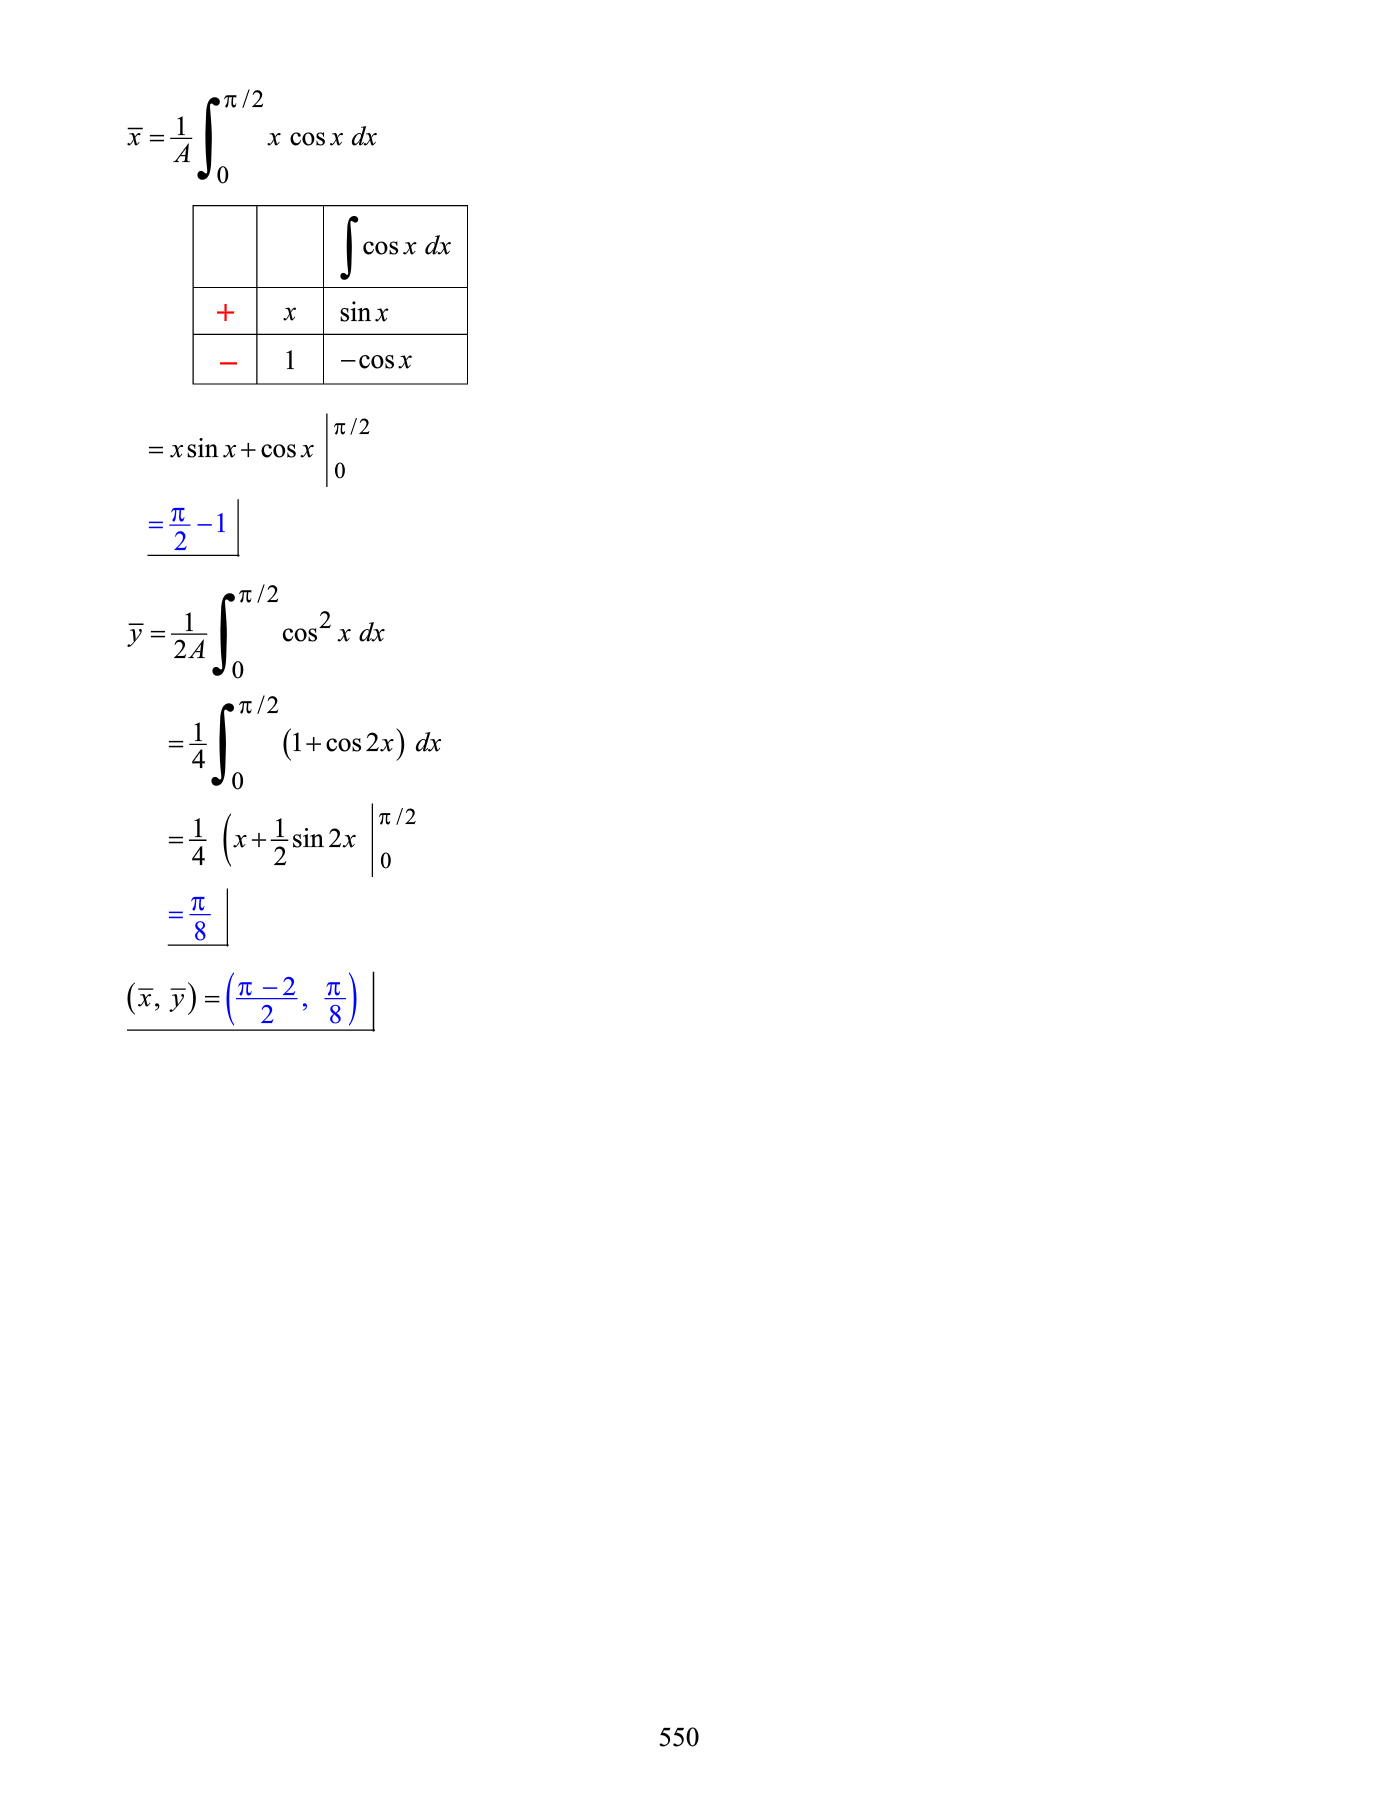 x̅ = 1/A ∫₀^{π/2} x cos x dx
∫ cos x dx
+ x sin x
− 1 −cos x
= x sin x + cos x |₀^{π/2}
= π/2 − 1
y̅ = 1/2A ∫₀^{π/2} cos² x dx
= 1/4 ∫₀^{π/2} (1 + cos 2x) dx
= 1/4 (x + 1/2 sin 2x |₀^{π/2}
= π/8
(x̅, y̅) = (π − 2/2, π/8)
550